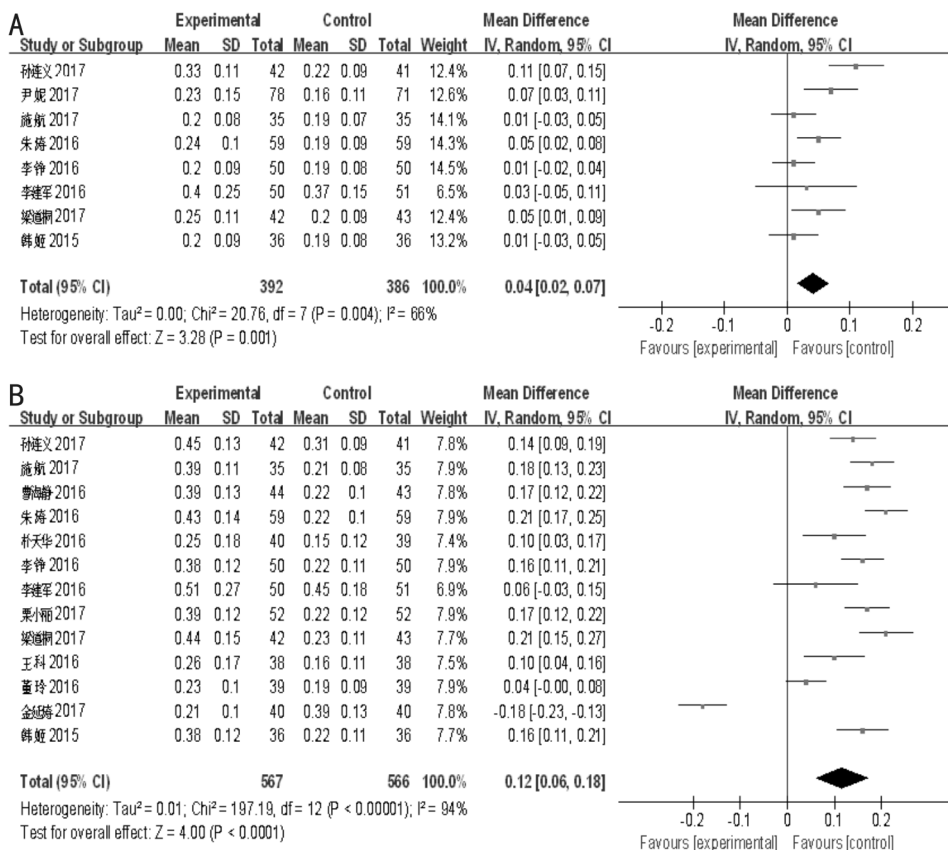 A Experimental Control Mean Difference Mean Difference
Study or Subgroup Mean SD Total Mean SD Total Weight IV, Random, 95% CI IV, Random, 95% CI
孙连义 2017 0.33 0.11 42 0.22 0.09 41 12.4% 0.11 [0.07, 0.15]
尹妮 2017 0.23 0.15 78 0.16 0.11 71 12.6% 0.07 [0.03, 0.11]
施航 2017 0.2 0.08 35 0.19 0.07 35 14.1% 0.01 [-0.03, 0.05]
朱涛 2016 0.24 0.1 59 0.19 0.09 59 15.4% 0.05 [0.02, 0.08]
李铮 2016 0.2 0.09 50 0.19 0.08 50 15.4% 0.01 [-0.02, 0.04]
李建军 2016 0.4 0.25 50 0.37 0.15 51 6.5% 0.03 [-0.05, 0.11]
2017 0.25 0.11 42 0.2 0.09 43 12.4% 0.05 [0.01, 0.09]
韩姬 2015 0.2 0.09 36 0.19 0.08 36 13.2% 0.01 [-0.03, 0.05]
Total (95% CI) 392 386 100.0% 0.04 [0.02, 0.07]
Heterogeneity: Tau² = 0.00; Chi² = 20.76, df = 7 (P = 0.004); I² = 66%
Test for overall effect: Z = 3.28 (P = 0.001)
-0.2 -0.1 0 0.1 0.2
Favours [experimental] Favours [control]
B Experimental Control Mean Difference Mean Difference
Study or Subgroup Mean SD Total Mean SD Total Weight IV, Random, 95% CI IV, Random, 95% CI
孙连义 2017 0.45 0.13 42 0.31 0.09 41 7.8% 0.14 [0.09, 0.19]
施航 2017 0.39 0.11 35 0.21 0.08 35 7.9% 0.18 [0.13, 0.23]
曹海静 2016 0.39 0.13 44 0.22 0.1 43 7.8% 0.17 [0.12, 0.22]
朱涛 2016 0.43 0.14 59 0.22 0.1 59 7.9% 0.21 [0.17, 0.25]
朴天华 2016 0.25 0.18 40 0.15 0.12 39 7.4% 0.10 [0.03, 0.17]
李铮 2016 0.38 0.12 50 0.22 0.11 50 7.9% 0.16 [0.11, 0.21]
李建军 2016 0.51 0.27 50 0.45 0.18 51 6.9% 0.06 [-0.03, 0.15]
栗小丽 2017 0.39 0.12 52 0.22 0.12 52 7.9% 0.17 [0.12, 0.22]
2017 0.44 0.15 42 0.23 0.11 43 7.7% 0.21 [0.15, 0.27]
王科 2016 0.26 0.17 38 0.16 0.11 38 7.5% 0.10 [0.04, 0.16]
董玲 2016 0.23 0.1 39 0.19 0.09 39 7.9% 0.04 [-0.00, 0.08]
2017 0.21 0.1 40 0.39 0.13 40 7.8% -0.18 [-0.23, -0.13]
韩姬 2015 0.38 0.12 36 0.22 0.11 36 7.7% 0.16 [0.11, 0.21]
Total (95% CI) 567 566 100.0% 0.12 [0.06, 0.18]
Heterogeneity: Tau² = 0.01; Chi² = 197.19, df = 12 (P < 0.00001); I² = 94%
Test for overall effect: Z = 4.00 (P < 0.0001)
-0.2 -0.1 0 0.1 0.2
Favours [experimental] Favours [control]